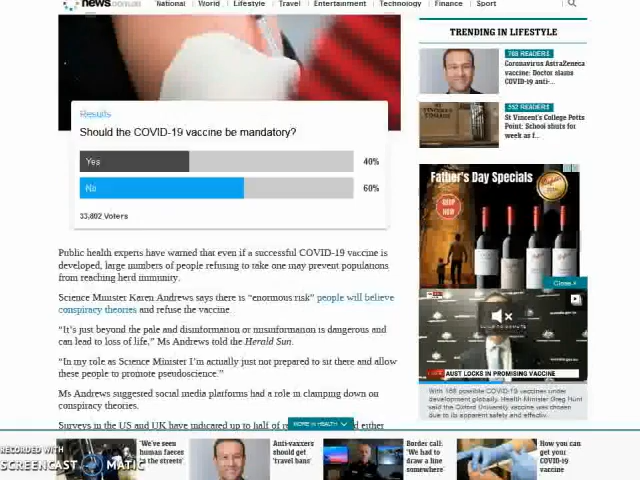 news.com.au
National World Lifestyle Travel Entertainment Technology Finance Sport
TRENDING IN LIFESTYLE
768 READERS
Coronavirus AstraZeneca
vaccine: Doctor slams
COVID-19 anti-...
352 READERS
St Vincent's College Potts
Point: School shuts for
week as f...
Results
Should the COVID-19 vaccine be mandatory?
Yes
40%
No
60%
33,892 Voters
Father's Day Specials
SHOP
NOW
Close X
Public health experts have warned that even if a successful COVID-19 vaccine is
developed, large numbers of people refusing to take one may prevent populations
from reaching herd immunity.
Science Minister Karen Andrews says there is “enormous risk” people will believe
conspiracy theories and refuse the vaccine.
“It's just beyond the pale and disinformation or misinformation is dangerous and
can lead to loss of life,” Ms Andrews told the Herald Sun.
“In my role as Science Minister I'm actually just not prepared to sit there and allow
these people to promote pseudoscience.”
Ms Andrews suggested social media platforms had a role in clamping down on
conspiracy theories.
Surveys in the US and UK have indicated up to half of
either
MORE IN HEALTH
AUST LOCKS IN PROMISING VACCINE
With 168 possible COVID-19 vaccines under
development globally, Health Minister Greg Hunt
said the Oxford University vaccine was chosen
due to its apparent safety and effectiv..
'We've seen
human faeces
in the streets'
Anti-vaxxers
should get
'travel bans'
Border call:
'We had to
draw a line
somewhere'
How you can
get your
COVID-19
vaccine
RECORDED WITH
SCREENCAST MATIC